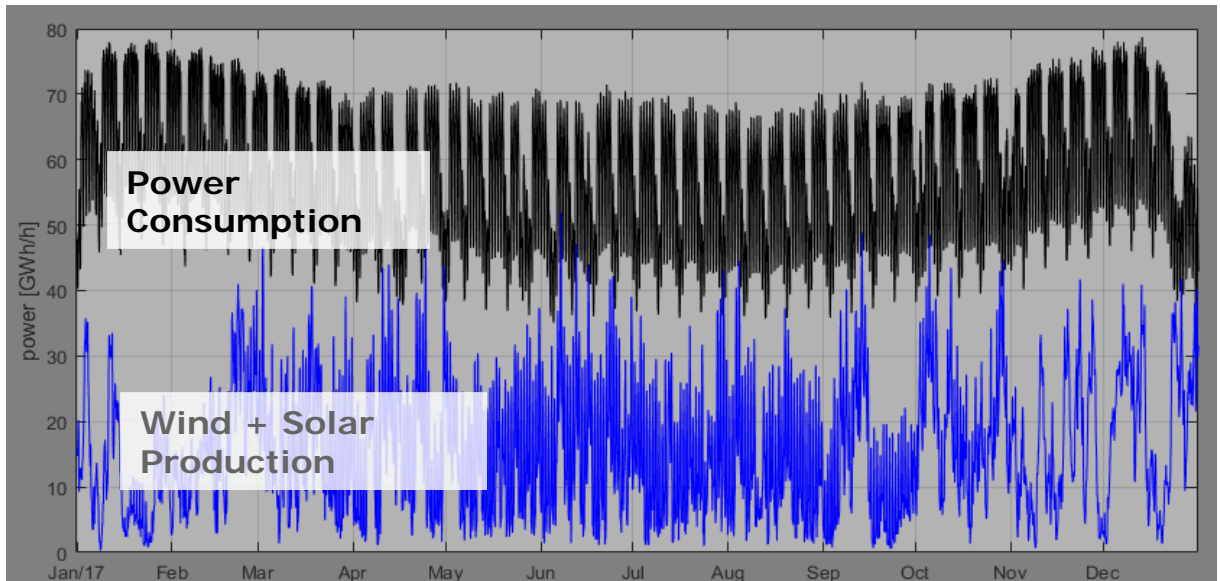 80
70
60
50
40
30
20
10
0
power [GWh/h]
Power
Consumption
Wind + Solar
Production
Jan/17 Feb Mar Apr May Jun Jul Aug Sep Oct Nov Dec